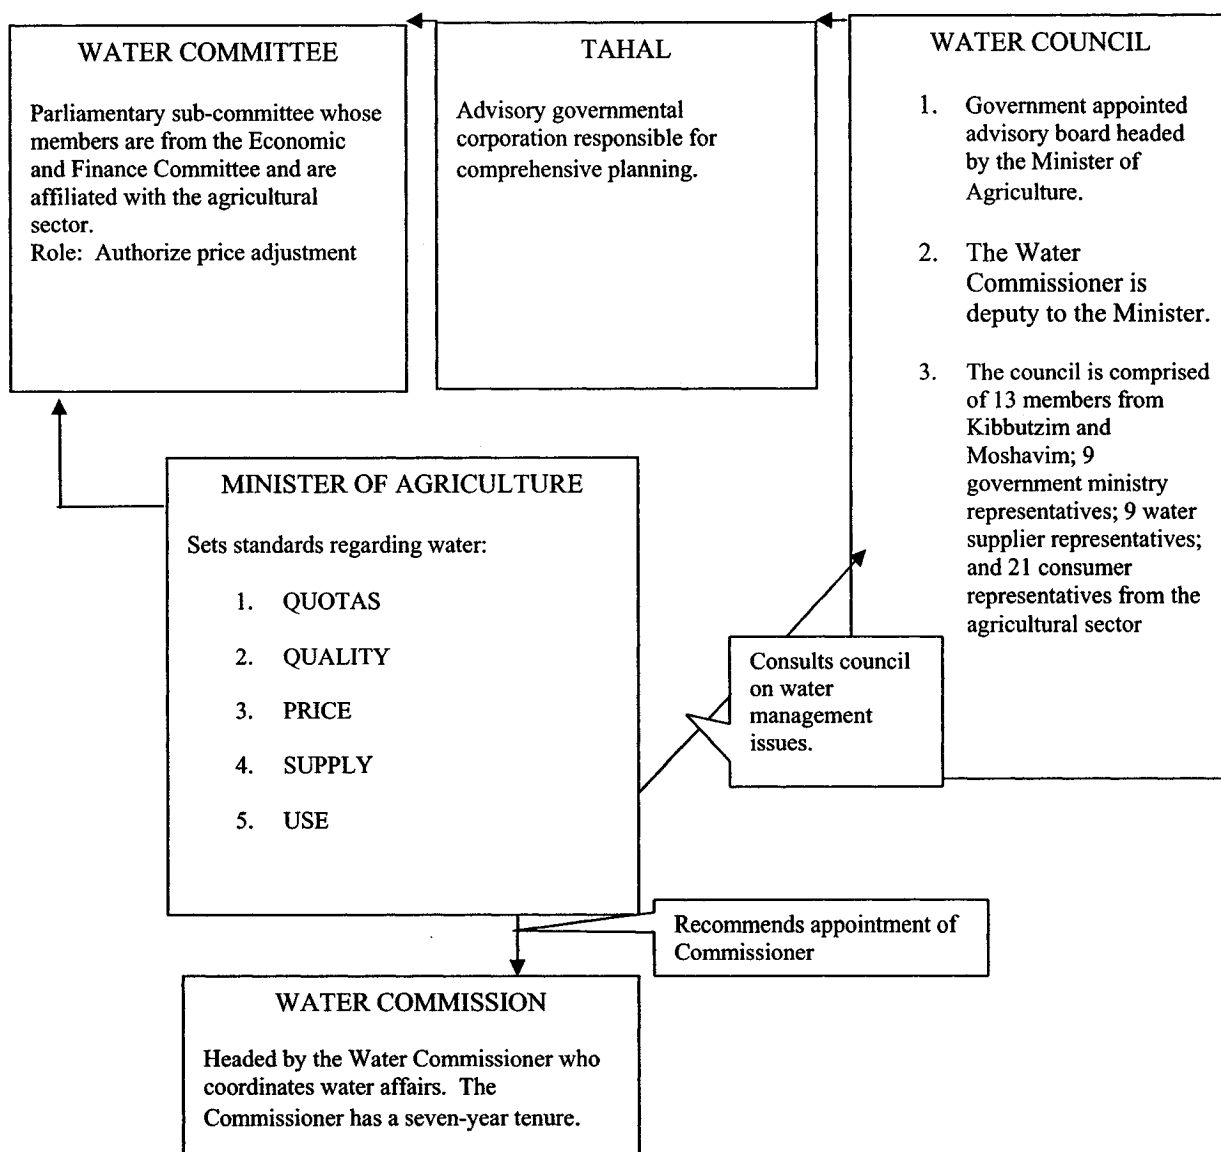 WATER COMMITTEE
Parliamentary sub-committee whose
members are from the Economic
and Finance Committee and are
affiliated with the agricultural
sector.
Role: Authorize price adjustment
TAHAL
Advisory governmental
corporation responsible for
comprehensive planning.
WATER COUNCIL
1. Government appointed
advisory board headed
by the Minister of
Agriculture.
2. The Water
Commissioner is
deputy to the Minister.
3. The council is comprised
of 13 members from
Kibbutzim and
Moshavim; 9
government ministry
representatives; 9 water
supplier representatives;
and 21 consumer
representatives from the
agricultural sector
MINISTER OF AGRICULTURE
Sets standards regarding water:
1. QUOTAS
2. QUALITY
3. PRICE
4. SUPPLY
5. USE
Consults council
on water
management
issues.
Recommends appointment of
Commissioner
WATER COMMISSION
Headed by the Water Commissioner who
coordinates water affairs. The
Commissioner has a seven-year tenure.